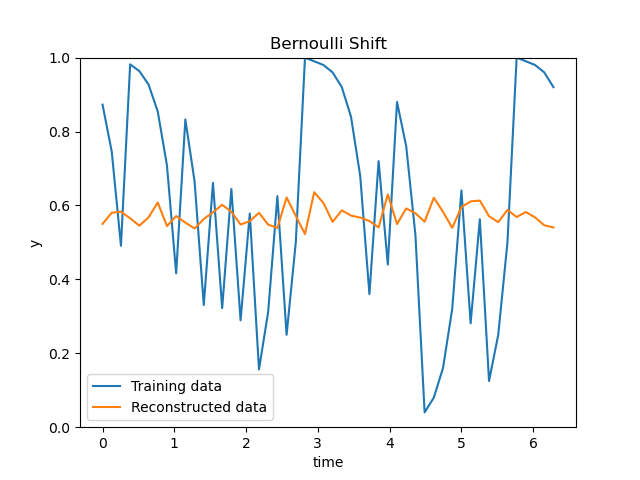 Bernoulli Shift
1.0
0.8
0.6
0.4
0.2
0.0
y
Training data
Reconstructed data
0 1 2 3 4 5 6
time